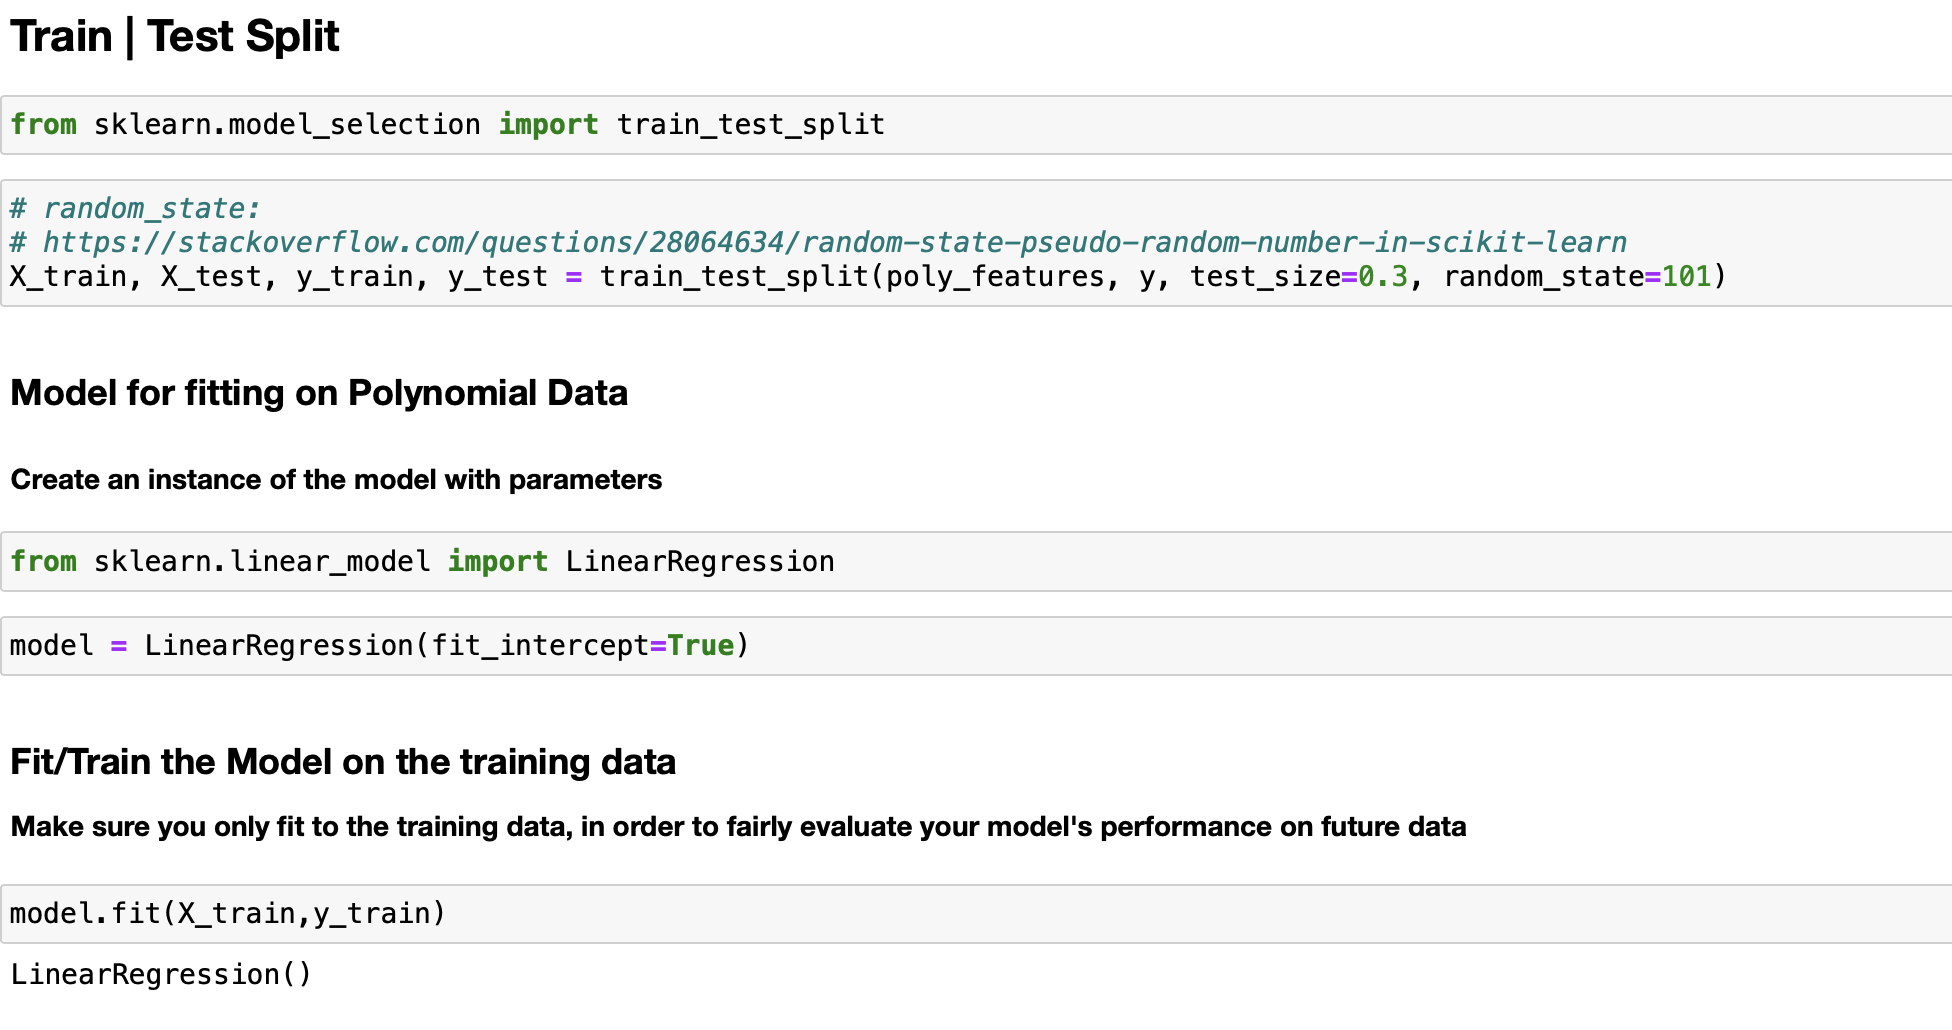 Train | Test Split
from sklearn.model_selection import train_test_split
# random_state:
# https://stackoverflow.com/questions/28064634/random-state-pseudo-random-number-in-scikit-learn
X_train, X_test, y_train, y_test = train_test_split(poly_features, y, test_size=0.3, random_state=101)
Model for fitting on Polynomial Data
Create an instance of the model with parameters
from sklearn.linear_model import LinearRegression
model = LinearRegression(fit_intercept=True)
Fit/Train the Model on the training data
Make sure you only fit to the training data, in order to fairly evaluate your model's performance on future data
model.fit(X_train,y_train)
LinearRegression()